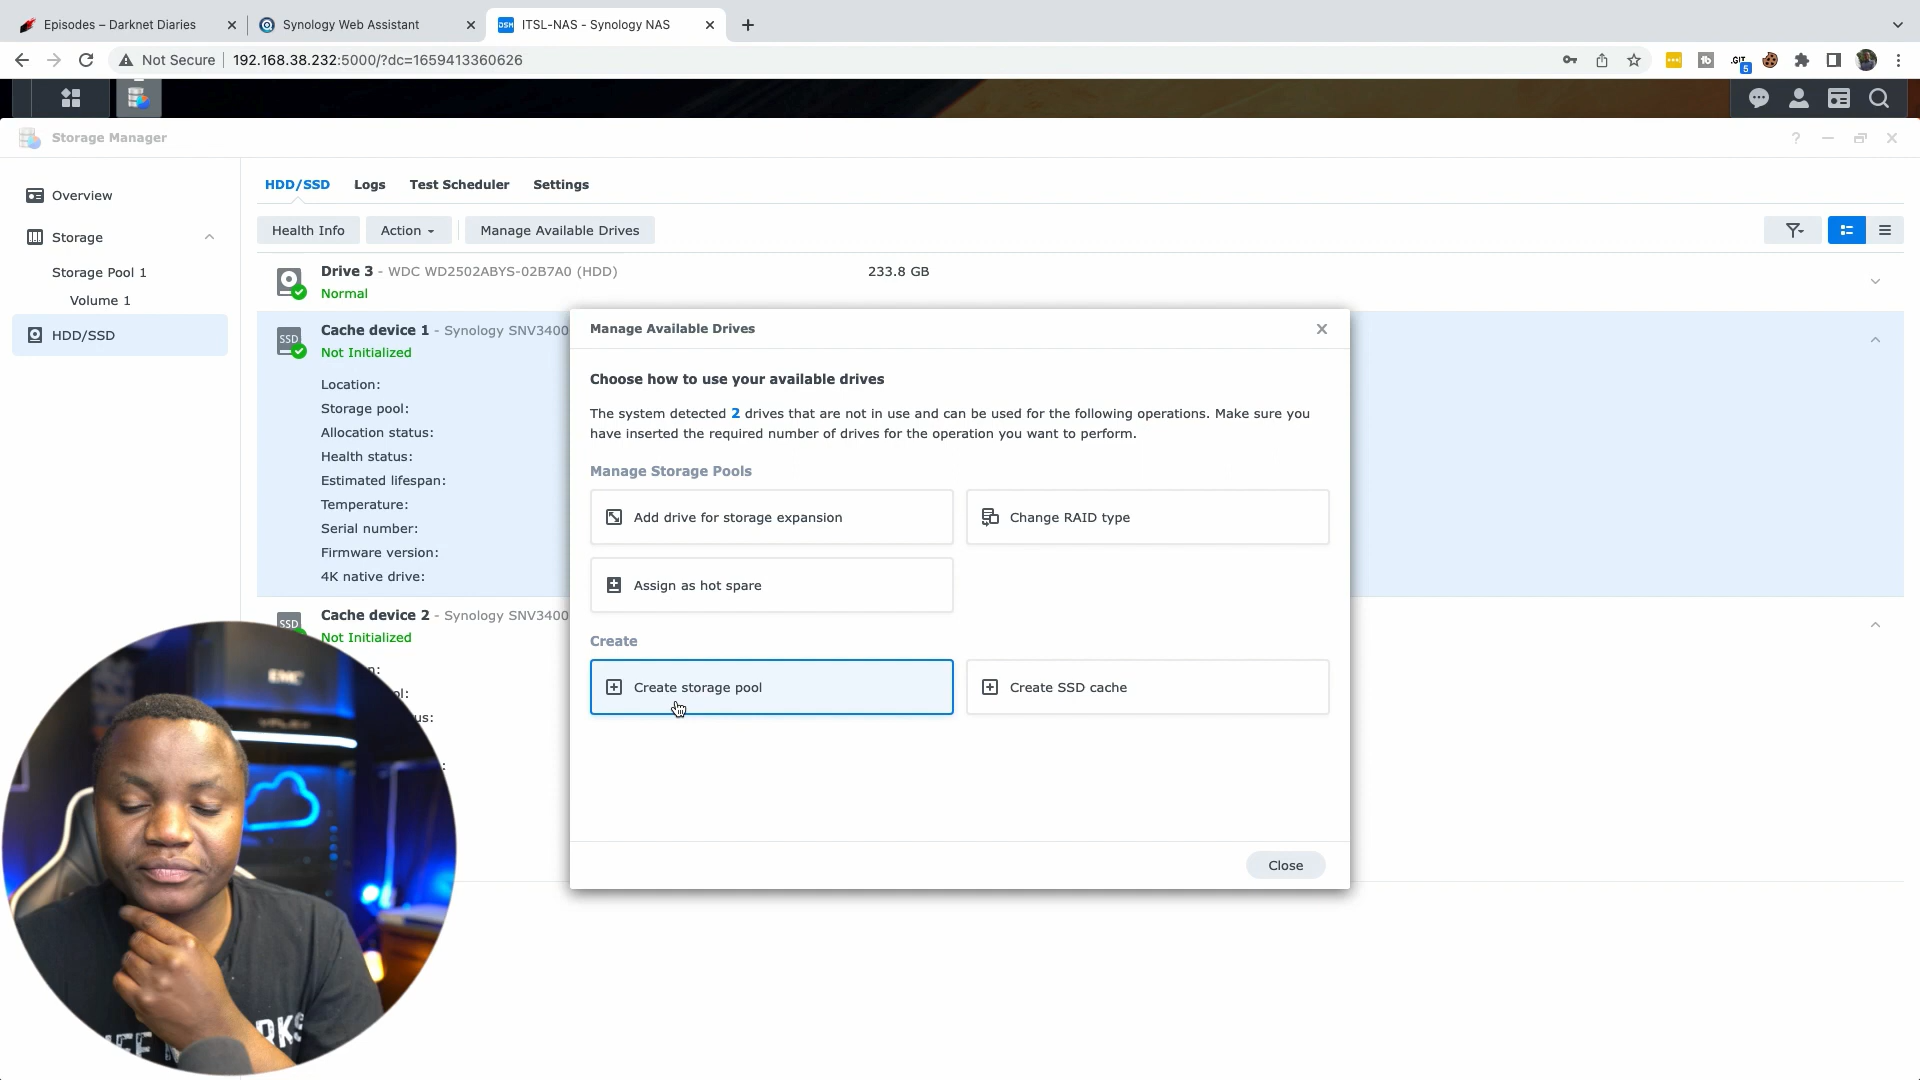 Episodes – Darknet Diaries
Synology Web Assistant
DSM
ITSL-NAS - Synology NAS
Not Secure
192.168.38.232:5000/?dc=1659413360626
.GIT
5
Storage Manager
Overview
Storage
Storage Pool 1
Volume 1
HDD/SSD
HDD/SSD
Logs
Test Scheduler
Settings
Health Info
Action
Manage Available Drives
Drive 3 - WDC WD2502ABYS-02B7A0 (HDD)
233.8 GB
Normal
SSD
Cache device 1 - Synology SNV3400
Not Initialized
Location:
Storage pool:
Allocation status:
Health status:
Estimated lifespan:
Temperature:
Serial number:
Firmware version:
4K native drive:
SSD
Cache device 2 - Synology SNV3400
Not Initialized
Manage Available Drives
Choose how to use your available drives
The system detected 2 drives that are not in use and can be used for the following operations. Make sure you
have inserted the required number of drives for the operation you want to perform.
Manage Storage Pools
Add drive for storage expansion
Change RAID type
Assign as hot spare
Create
Create storage pool
Create SSD cache
Close
EMC
VPLEX